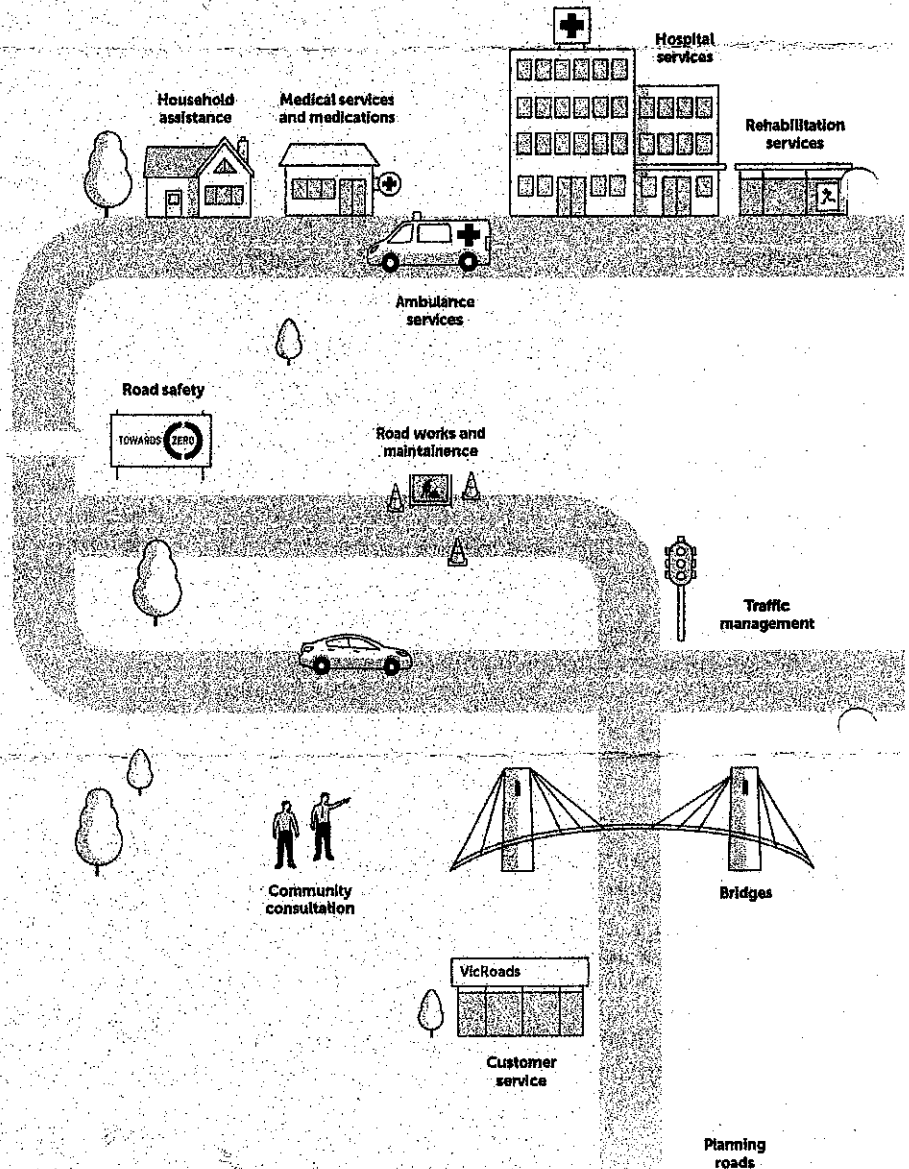 Hospital
services
Household
assistance
Medical services
and medications
Rehabilitation
services
Ambulance
services
Road safety
TOWARDS ZERO
Road works and
maintainence
Traffic
management
Community
consultation
Bridges
VicRoads
Customer
service
Planning
roads